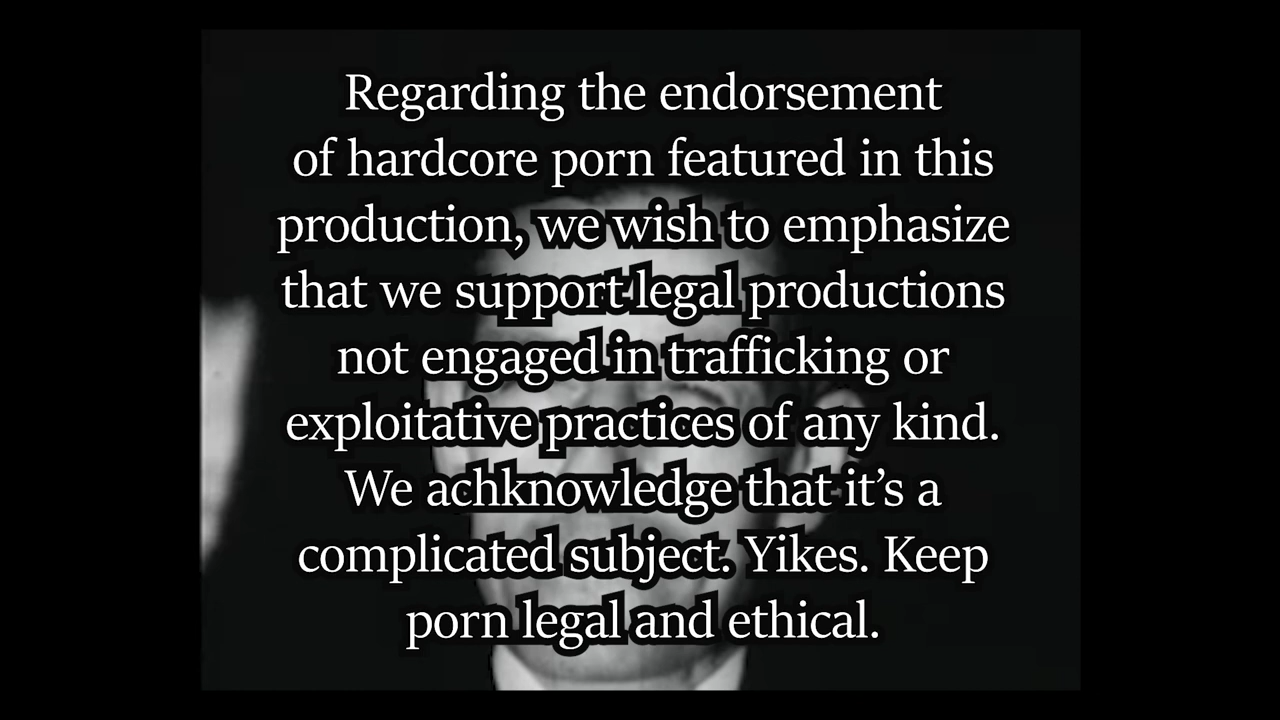 Regarding the endorsement
of hardcore porn featured in this
production, we wish to emphasize
that we support legal productions
not engaged in trafficking or
exploitative practices of any kind.
We achknowledge that it’s a
complicated subject. Yikes. Keep
porn legal and ethical.